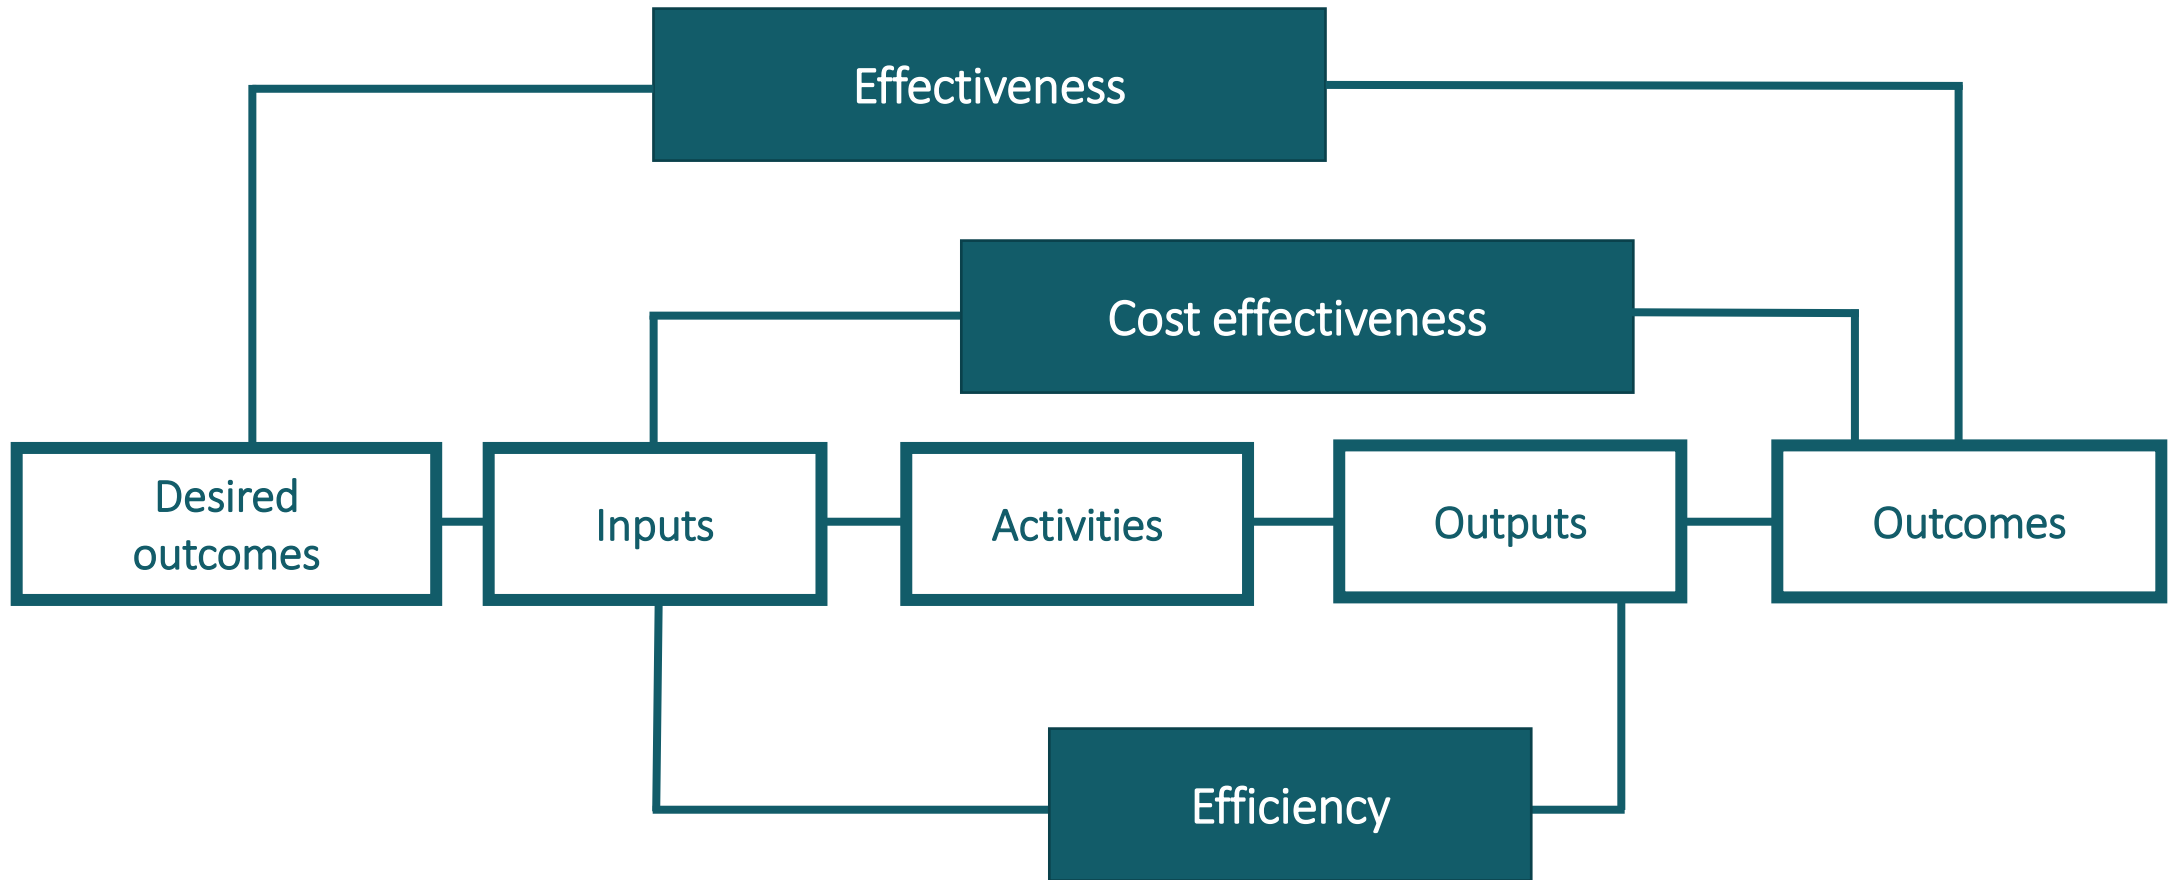 Effectiveness
Cost effectiveness
Desired
outcomes
Inputs
Activities
Outputs
Outcomes
Efficiency